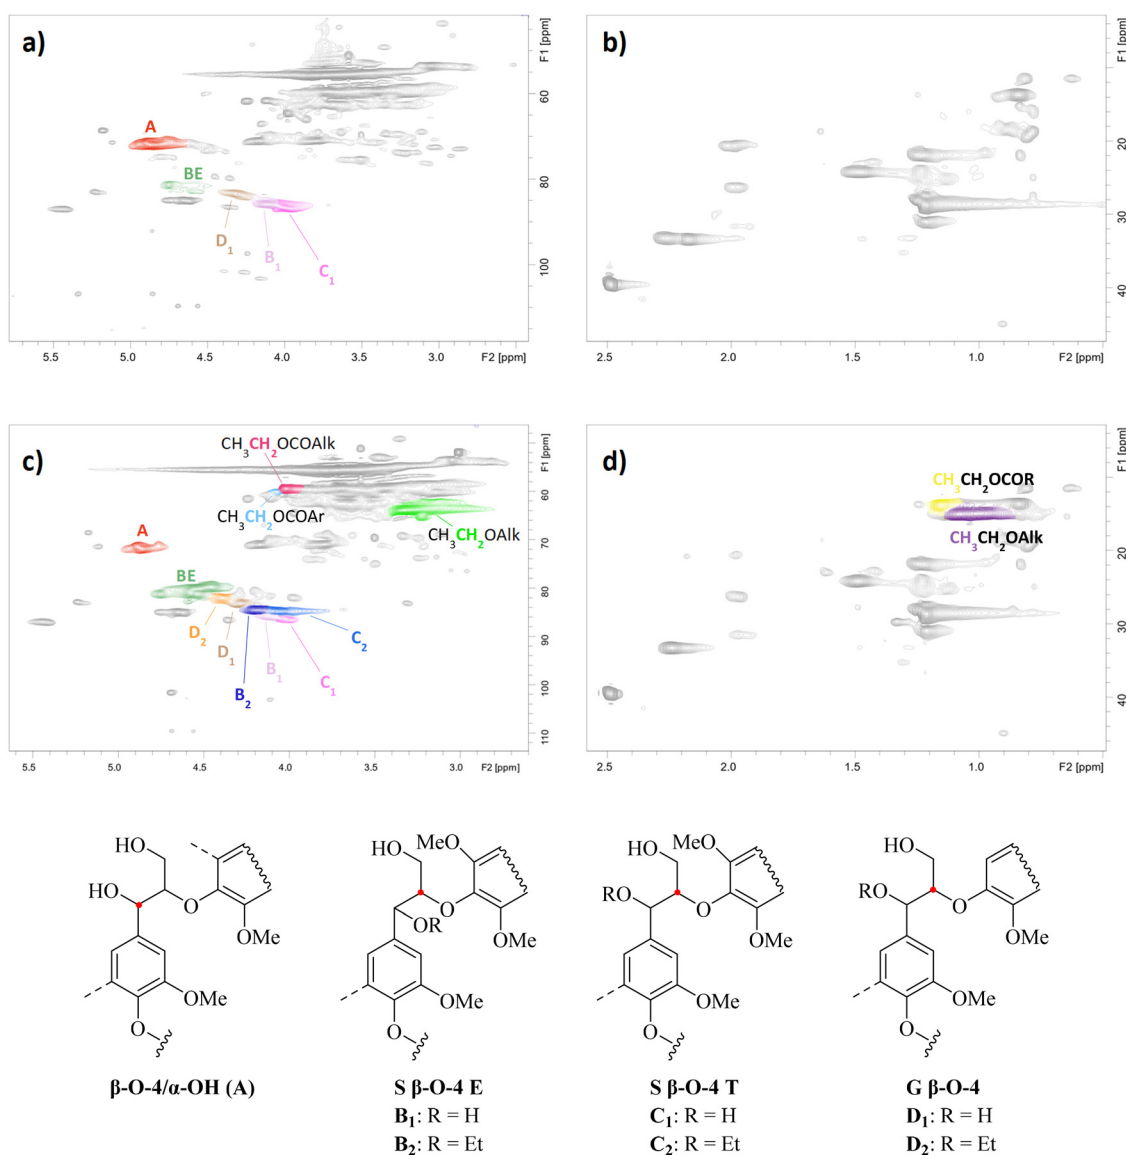 a)
A
BE
D1
B1
C1
60
80
100
F1 [ppm]
5.5 5.0 4.5 4.0 3.5 3.0 F2 [ppm]
b)
20
30
40
F1 [ppm]
2.5 2.0 1.5 1.0 F2 [ppm]
c)
CH3CH2OCOAlk
CH3CH2OCOAr
CH3CH2OAlk
A
BE
D2
D1
B2
B1
C1
C2
60
70
80
90
100
110
F1 [ppm]
5.5 5.0 4.5 4.0 3.5 3.0 F2 [ppm]
d)
CH3CH2OCOR
CH3CH2OAlk
20
30
40
F1 [ppm]
2.5 2.0 1.5 1.0 F2 [ppm]
HO
HO
O
OMe
OMe
O
HO
MeO
O
OR
OMe
OMe
O
HO
MeO
RO
O
OMe
OMe
O
HO
RO
O
OMe
OMe
O
β-O-4/α-OH (A)
S β-O-4 E
B1: R = H
B2: R = Et
S β-O-4 T
C1: R = H
C2: R = Et
G β-O-4
D1: R = H
D2: R = Et